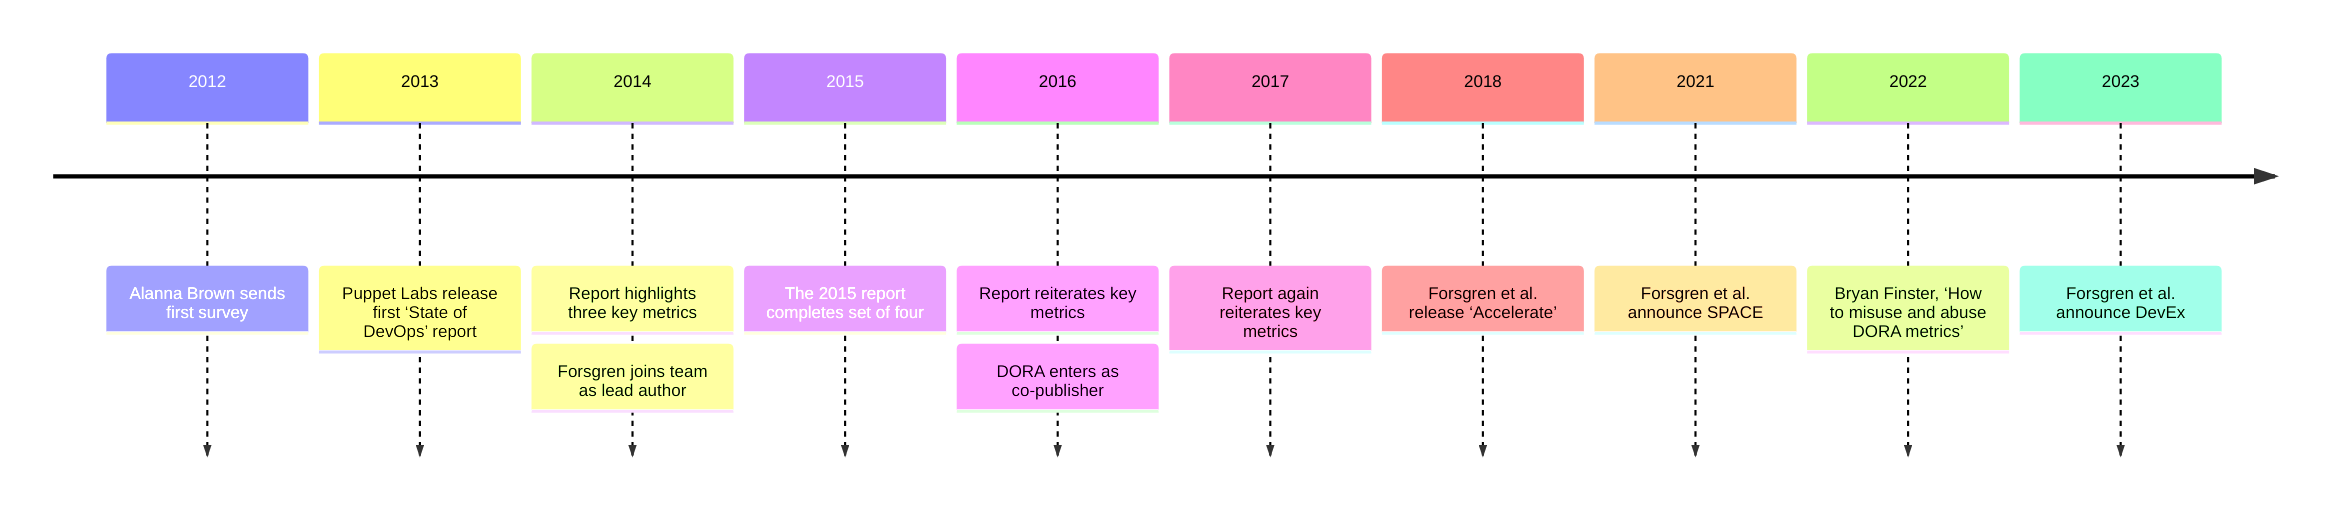 2012
2013
2014
2015
2016
2017
2018
2021
2022
2023
Alanna Brown sends
first survey
Puppet Labs release
first ‘State of
DevOps’ report
Report highlights
three key metrics
Forsgren joins team
as lead author
The 2015 report
completes set of four
Report reiterates key
metrics
DORA enters as
co-publisher
Report again
reiterates key
metrics
Forsgren et al.
release ‘Accelerate’
Forsgren et al.
announce SPACE
Bryan Finster, ‘How
to misuse and abuse
DORA metrics’
Forsgren et al.
announce DevEx